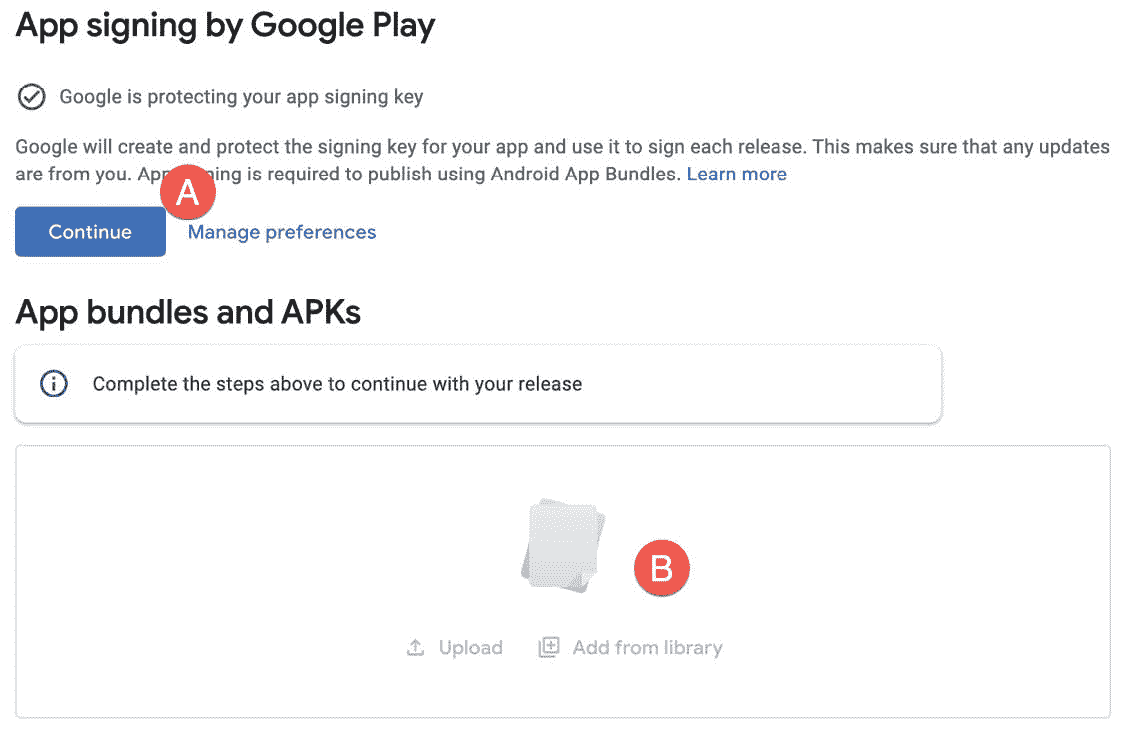 App signing by Google Play
Google is protecting your app signing key
Google will create and protect the signing key for your app and use it to sign each release. This makes sure that any updates
are from you. App ing is required to publish using Android App Bundles. Learn more
A
Continue
Manage preferences
App bundles and APKs
Complete the steps above to continue with your release
B
Upload
Add from library